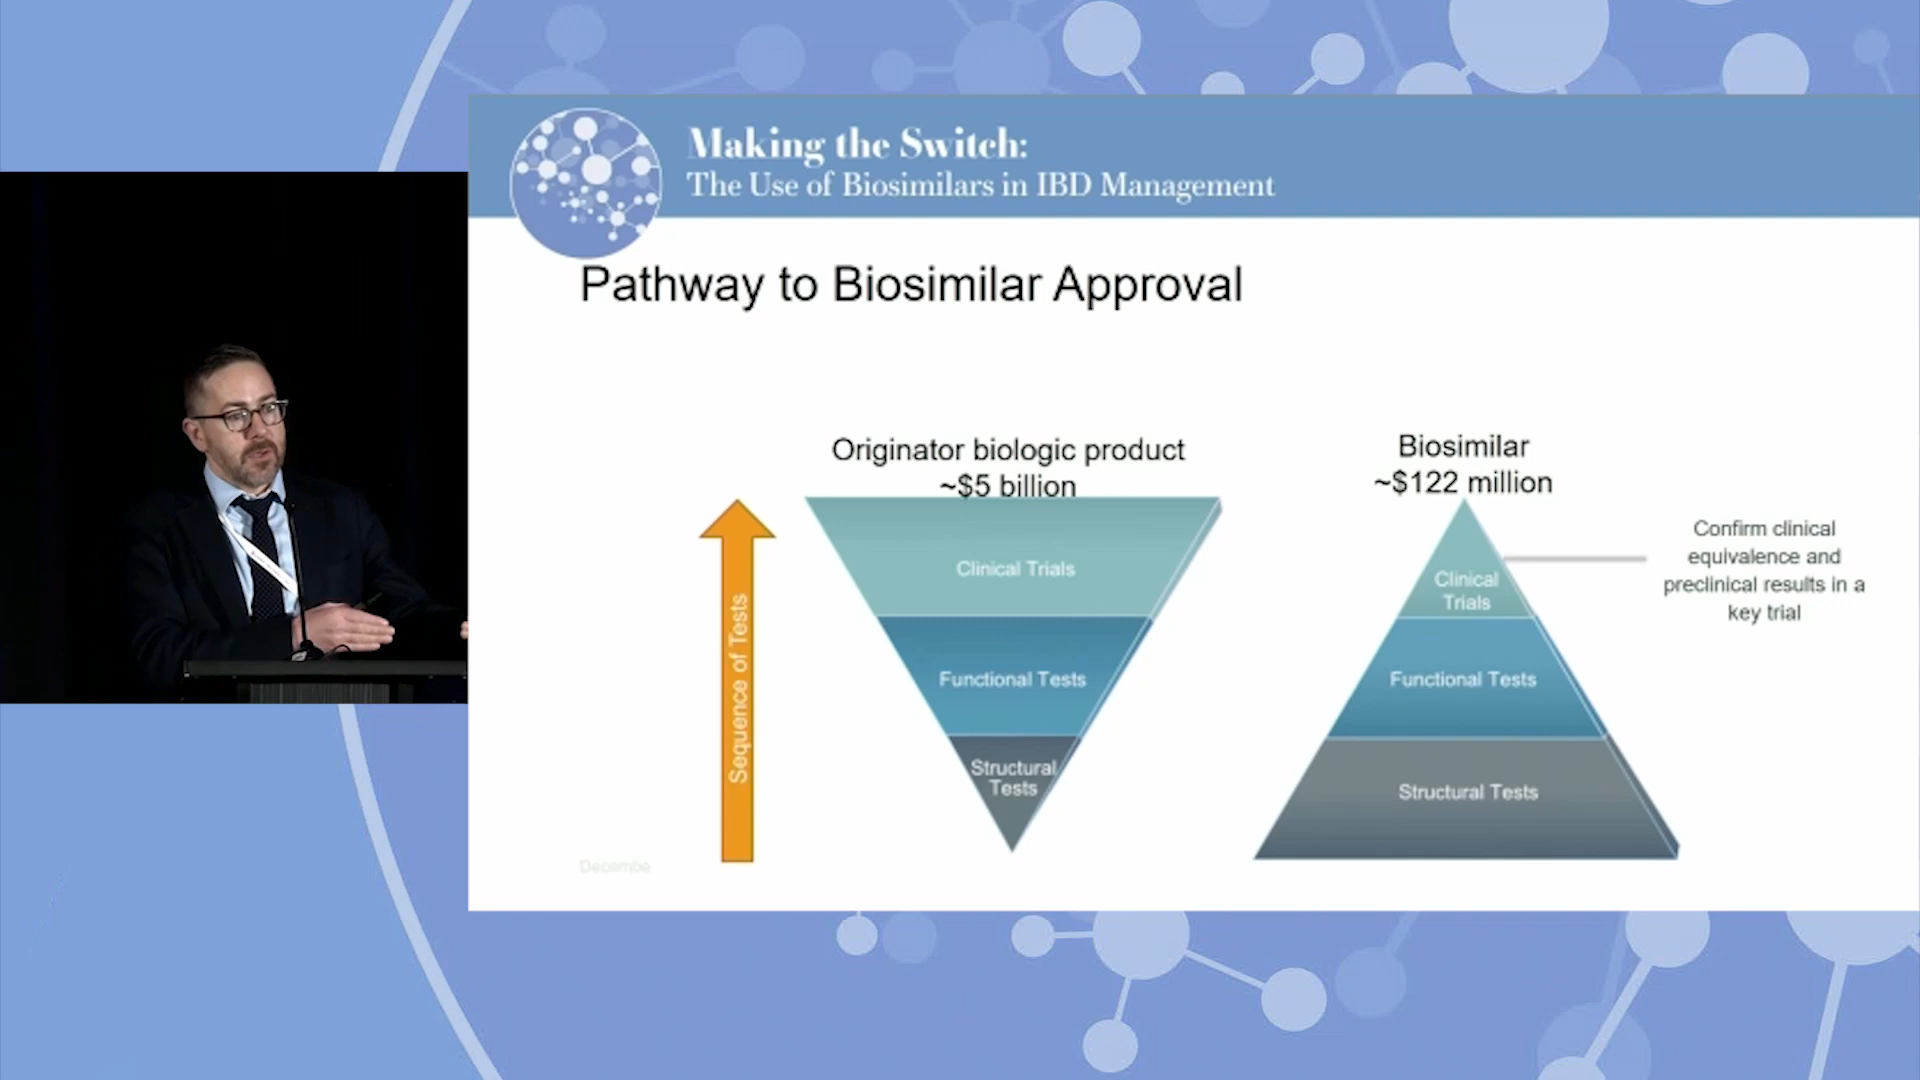 Making the Switch:
The Use of Biosimilars in IBD Management
Pathway to Biosimilar Approval
Originator biologic product
~$5 billion
Sequence of Tests
Clinical Trials
Functional Tests
Structural
Tests
Biosimilar
~$122 million
Clinical
Trials
Functional Tests
Structural Tests
Confirm clinical
equivalence and
preclinical results in a
key trial
Decembe